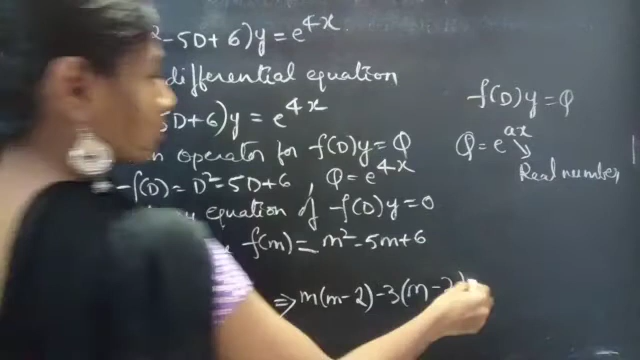 ²-5D+6)y=e^{4x}
differential equation
5D+6)y=e^{4x}
operator for f(D)y=Q
f(D)=D²-5D+6, Q=e^{4x}
equation of f(D)y=0
f(m)=m²-5m+6
⇒m(m-2)-3(m-
f(D)y=Q
Q=e^{ax}
Real number